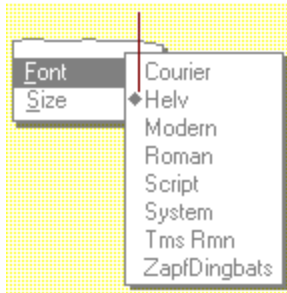 Font
Size
Courier
Helv
Modern
Roman
Script
System
Tms Rmn
ZapfDingbats